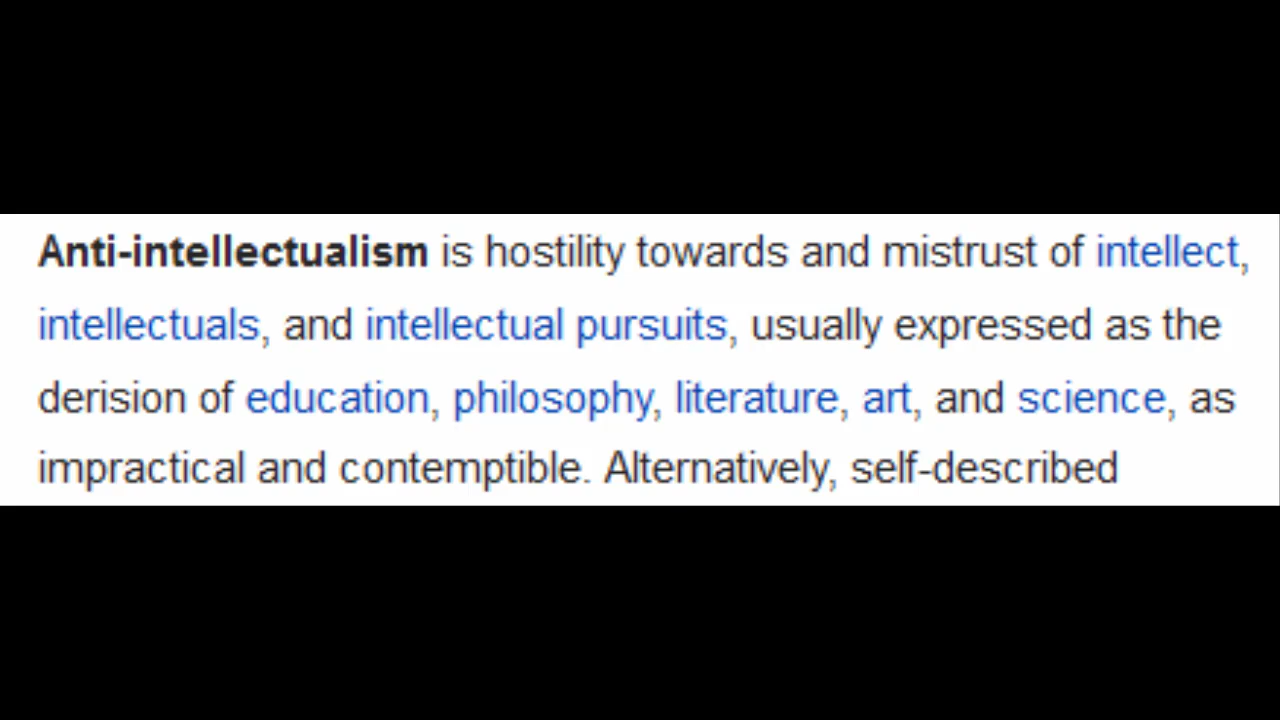 Anti-intellectualism is hostility towards and mistrust of intellect,
intellectuals, and intellectual pursuits, usually expressed as the
derision of education, philosophy, literature, art, and science, as
impractical and contemptible. Alternatively, self-described